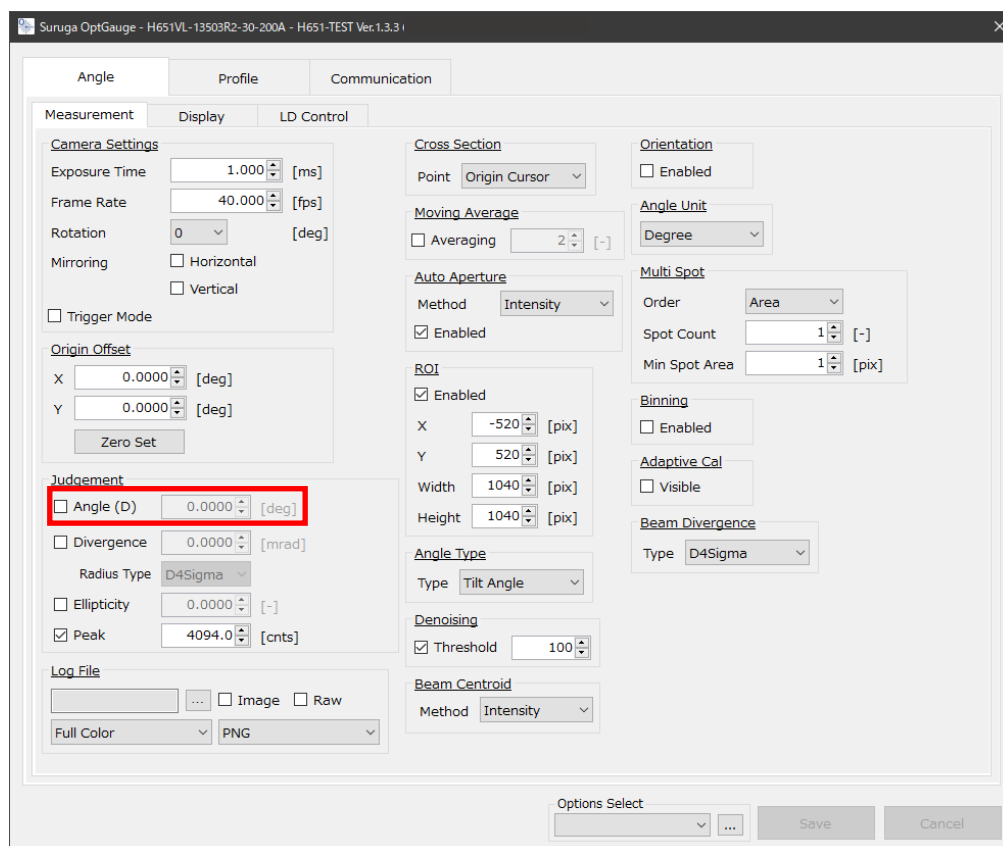 Suruga OptGauge - H651VL-13503R2-30-200A - H651-TEST Ver.1.3.3 (
Angle Profile Communication
Measurement Display LD Control
Camera Settings
Exposure Time 1.000 [ms]
Frame Rate 40.000 [fps]
Rotation 0 [deg]
Mirroring Horizontal
Vertical
Trigger Mode
Origin Offset
X 0.0000 [deg]
Y 0.0000 [deg]
Zero Set
Judgement
Angle (D) 0.0000 [deg]
Divergence 0.0000 [mrad]
Radius Type D4Sigma
Ellipticity 0.0000 [-]
Peak 4094.0 [cnts]
Log File
... Image Raw
Full Color PNG
Cross Section
Point Origin Cursor
Moving Average
Averaging 2 [-]
Auto Aperture
Method Intensity
Enabled
ROI
Enabled
X -520 [pix]
Y 520 [pix]
Width 1040 [pix]
Height 1040 [pix]
Angle Type
Type Tilt Angle
Denoising
Threshold 100
Beam Centroid
Method Intensity
Orientation
Enabled
Angle Unit
Degree
Multi Spot
Order Area
Spot Count 1 [-]
Min Spot Area 1 [pix]
Binning
Enabled
Adaptive Cal
Visible
Beam Divergence
Type D4Sigma
Options Select
... Save Cancel